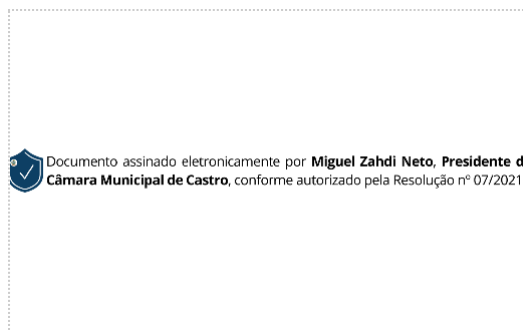 Documento assinado eletronicamente por Miguel Zahdi Neto, Presidente d
Câmara Municipal de Castro, conforme autorizado pela Resolução nº 07/2021